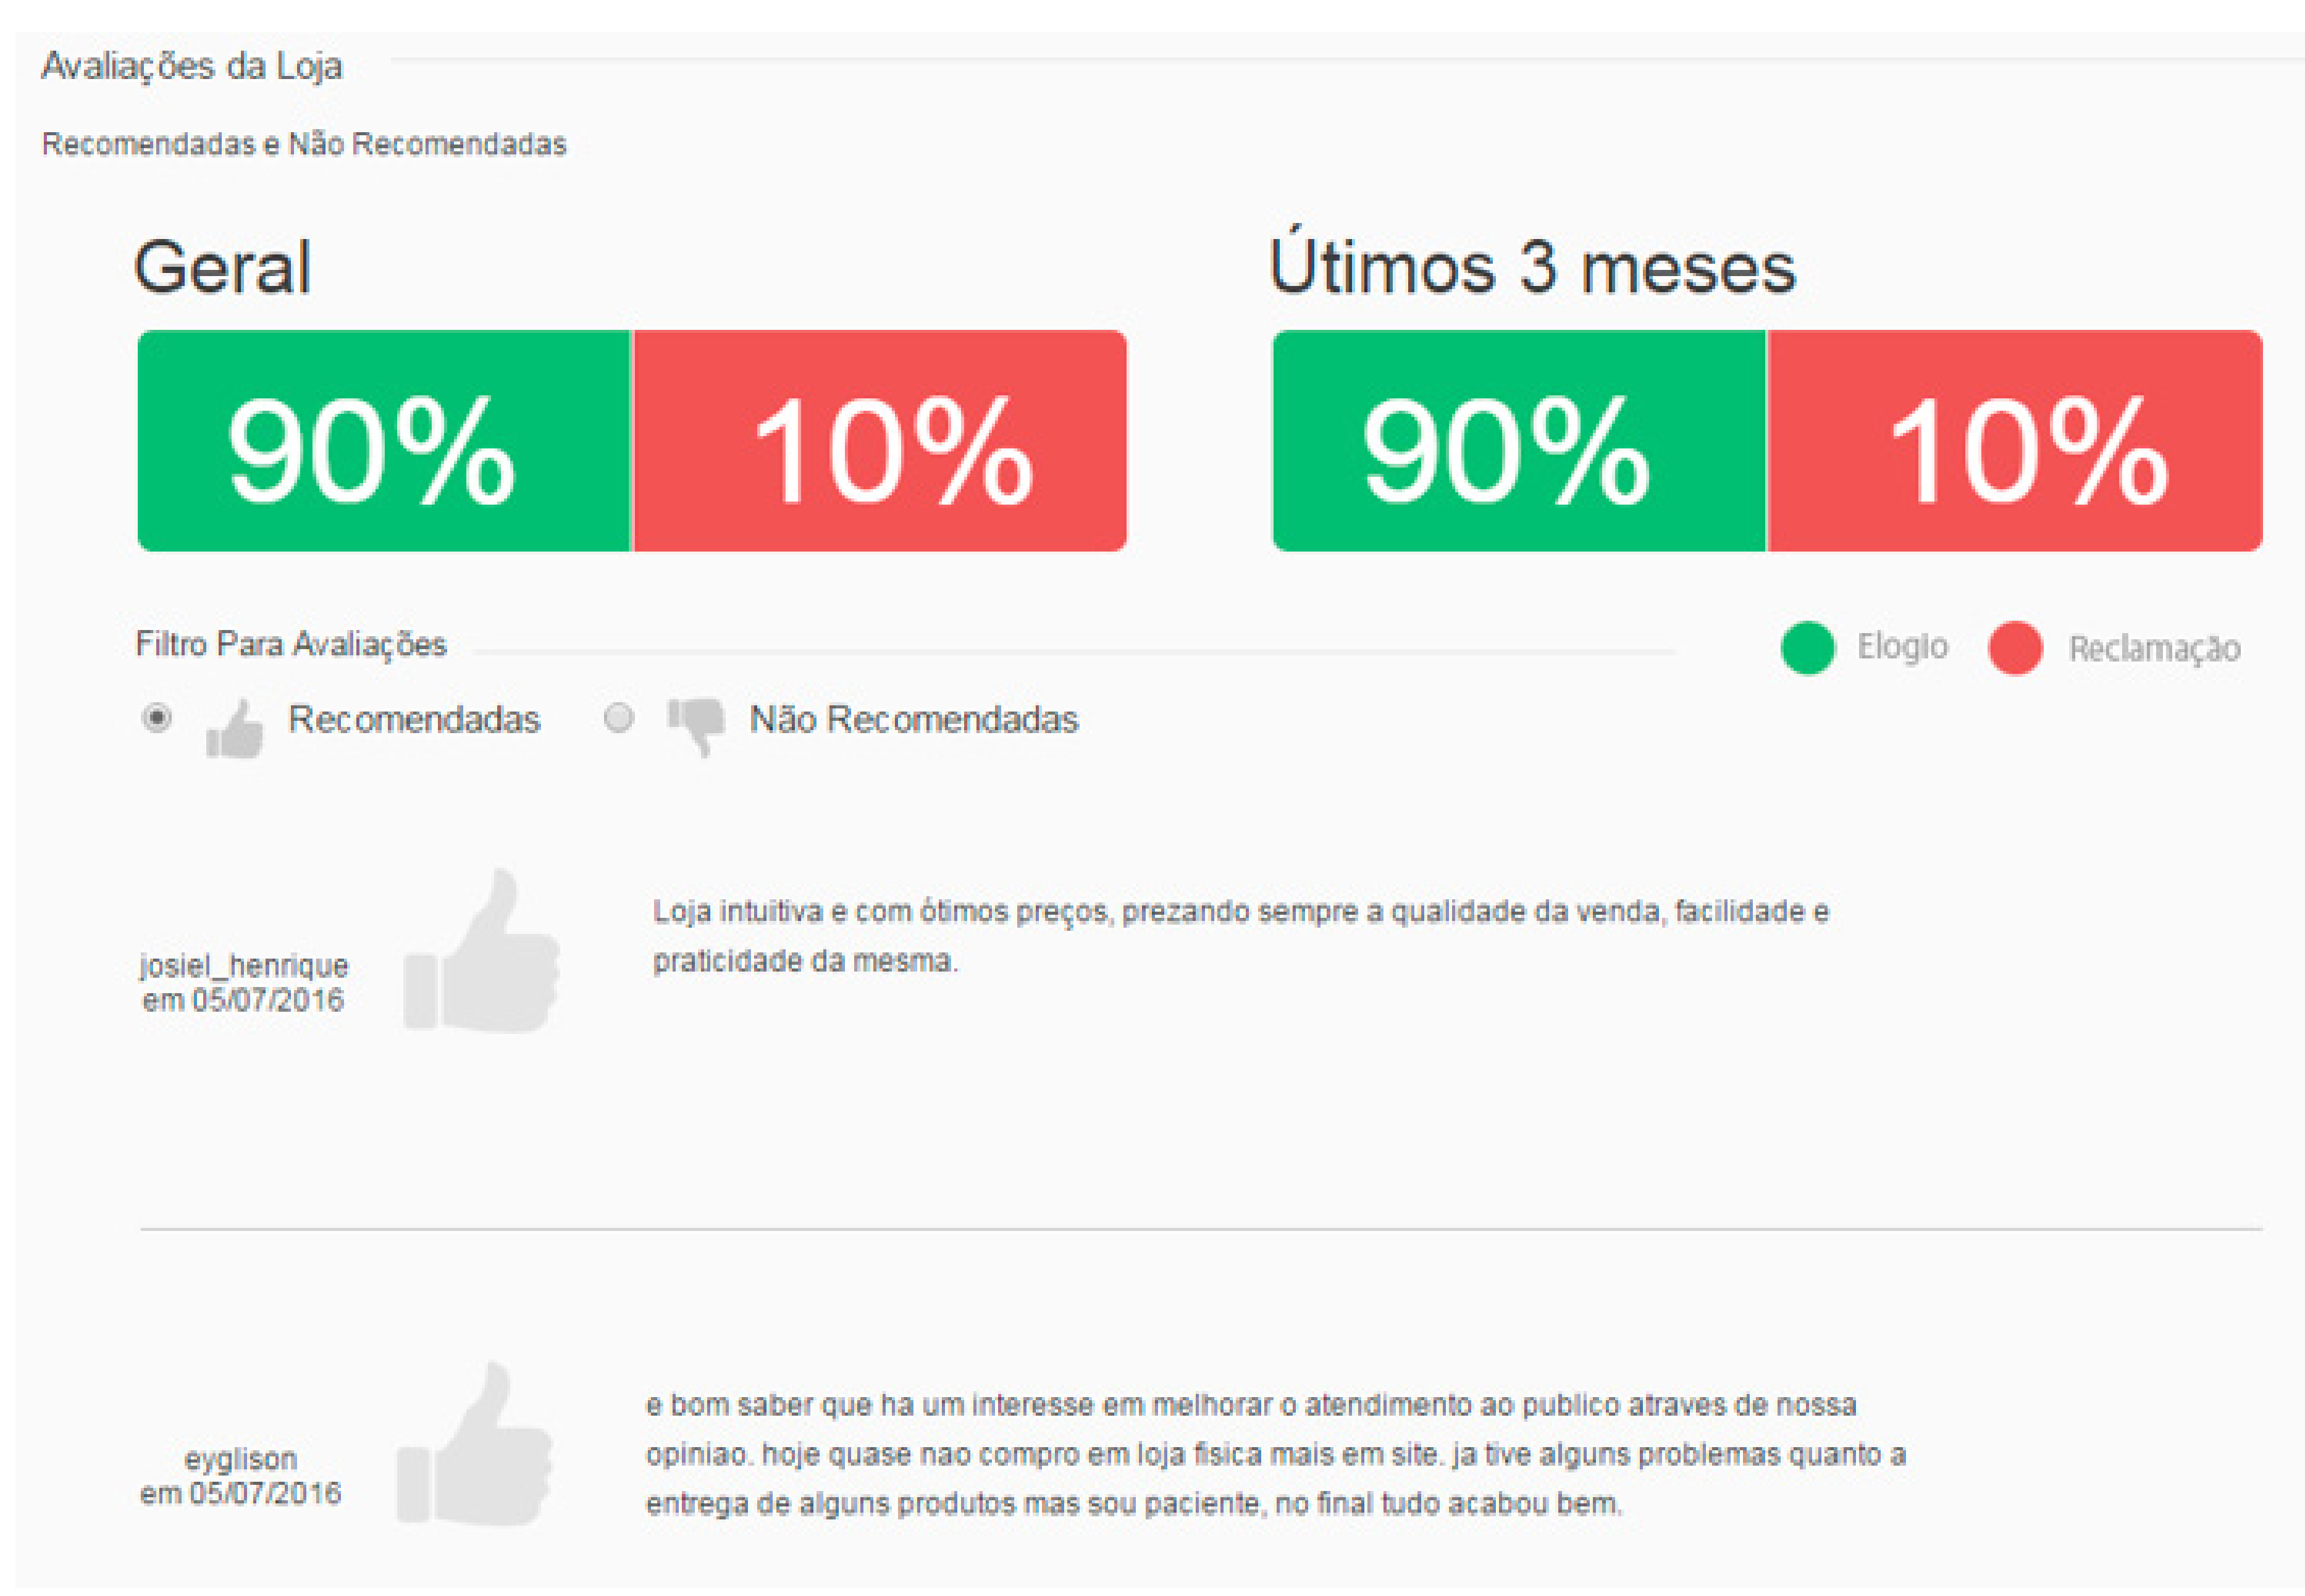 Avaliações da Loja
Recomendadas e Não Recomendadas
Geral
Útimos 3 meses
90% 10%
90% 10%
Filtro Para Avaliações
Elogio Reclamação
Recomendadas Não Recomendadas
josiel_henrique
em 05/07/2016
Loja intuitiva e com ótimos preços, prezando sempre a qualidade da venda, facilidade e
praticidade da mesma.
eyglison
em 05/07/2016
e bom saber que ha um interesse em melhorar o atendimento ao publico atraves de nossa
opiniao. hoje quase nao compro em loja fisica mais em site. ja tive alguns problemas quanto a
entrega de alguns produtos mas sou paciente, no final tudo acabou bem.